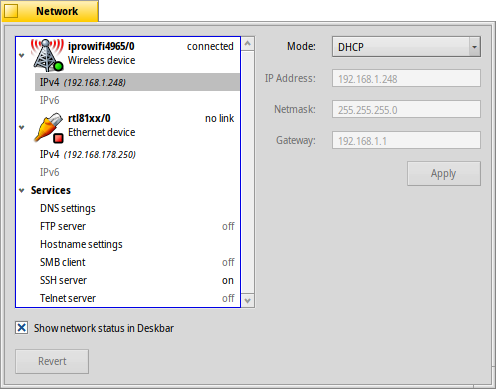 Network
iprowifi4965/0 connected
Wireless device
IPv4 (192.168.1.248)
IPv6
rtl81xx/0 no link
Ethernet device
IPv4 (192.168.178.250)
IPv6
Services
DNS settings
FTP server off
Hostname settings
SMB client off
SSH server on
Telnet server off
Mode: DHCP
IP Address: 192.168.1.248
Netmask: 255.255.255.0
Gateway: 192.168.1.1
Apply
Show network status in Deskbar
Revert